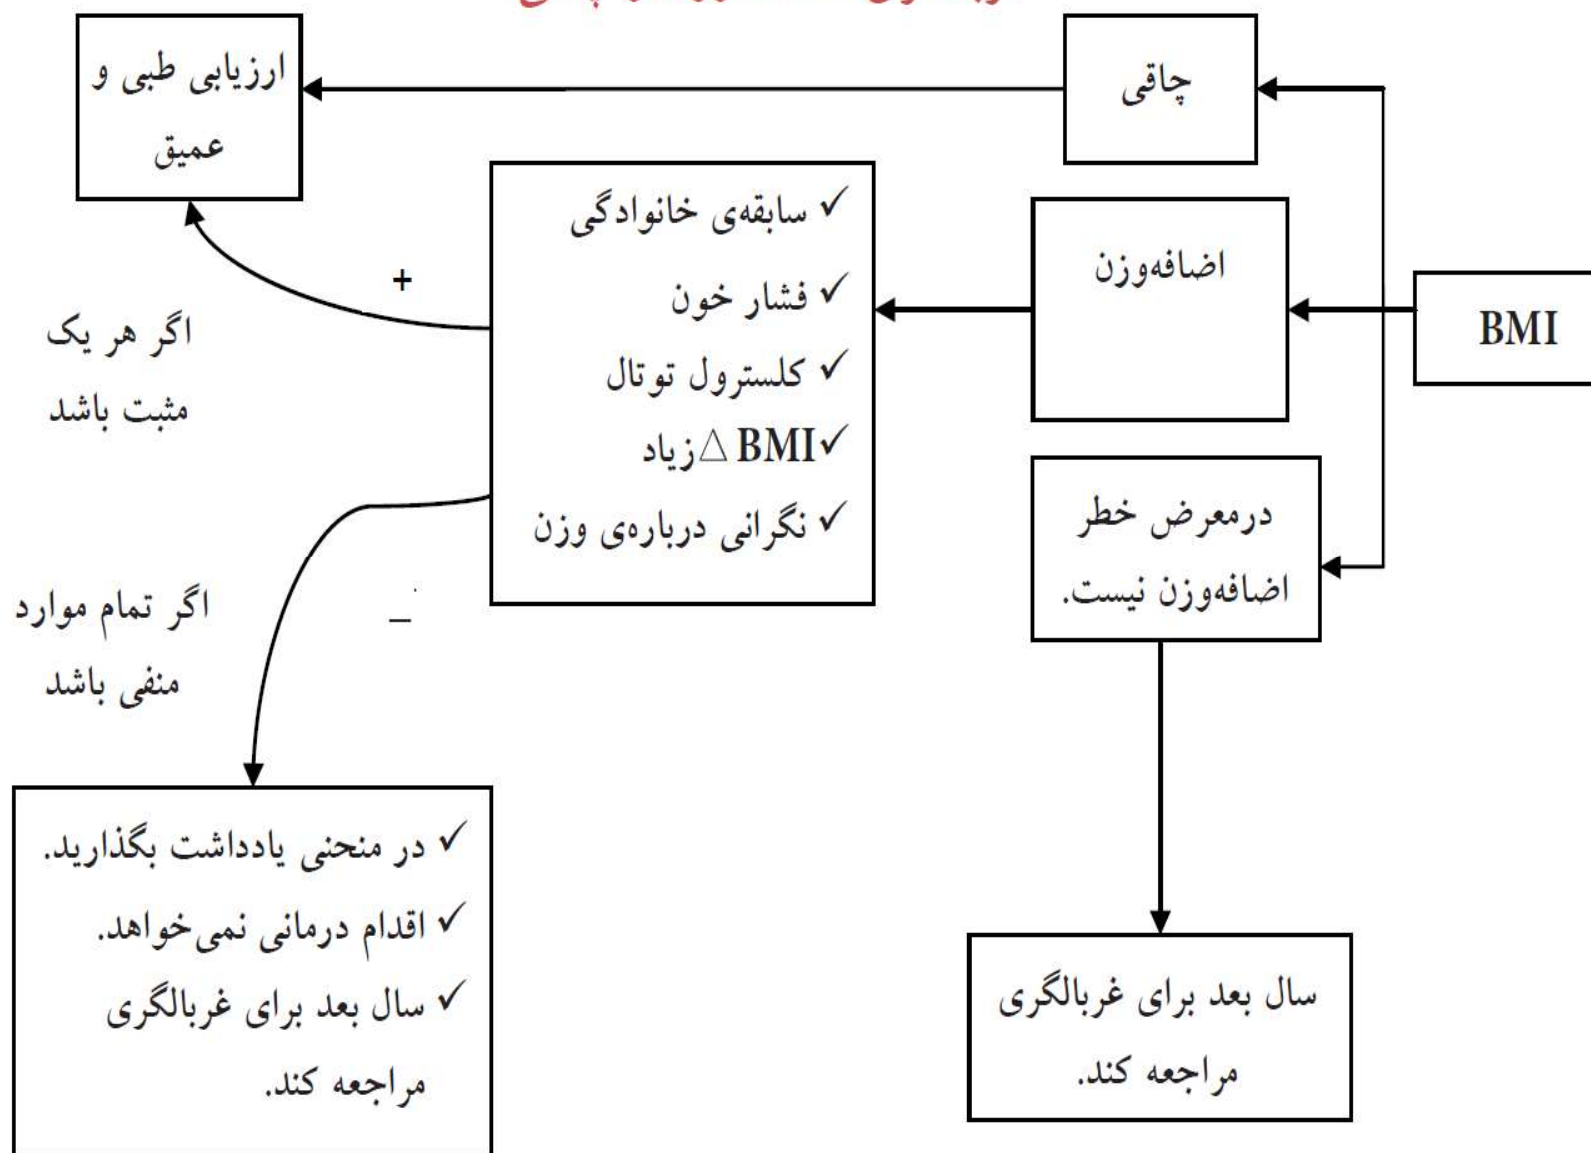 چاقی
ارزیابی طبی و
عمیق
BMI
اضافه‌وزن
✓ سابقه‌ی خانوادگی
✓ فشار خون
✓ کلسترول توتال
✓ BMI △ زیاد
✓ نگرانی درباره‌ی وزن
+
اگر هر یک
مثبت باشد
درمعرض خطر
اضافه‌وزن نیست.
_
اگر تمام موارد
منفی باشد
✓ در منحنی یادداشت بگذارید.
✓ اقدام درمانی نمی‌خواهد.
✓ سال بعد برای غربالگری
مراجعه کند.
سال بعد برای غربالگری
مراجعه کند.